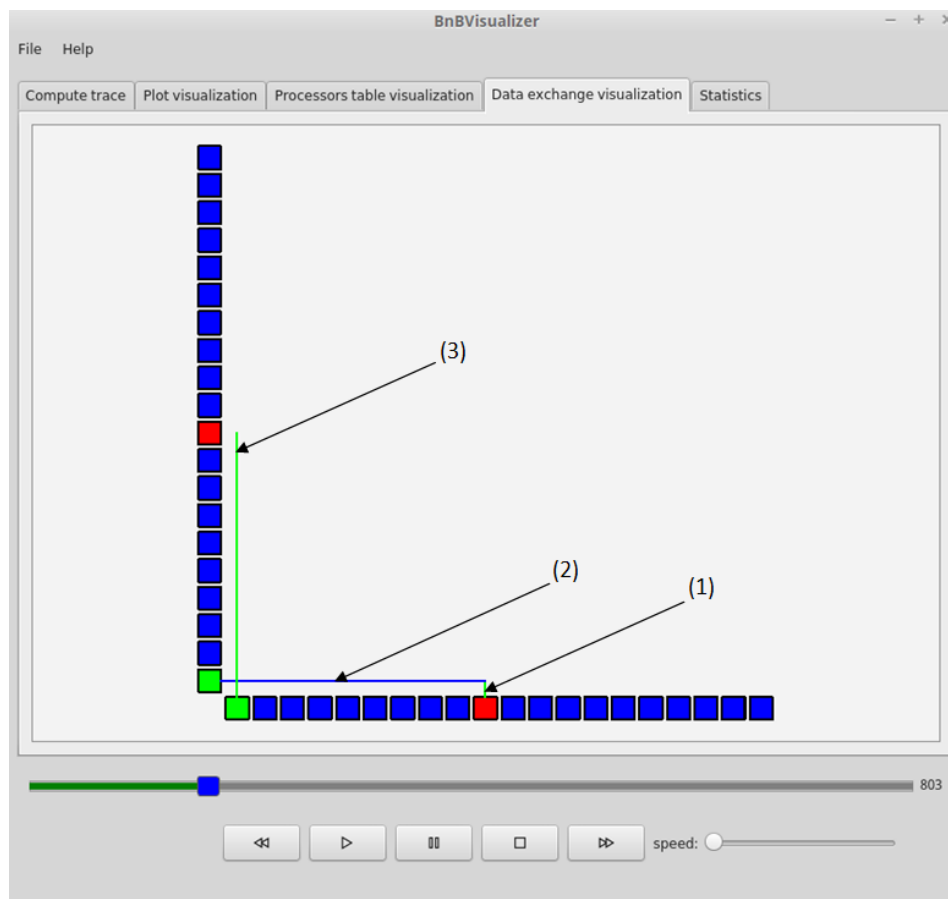 BnBVisualizer
File Help
Compute trace Plot visualization Processors table visualization Data exchange visualization Statistics
(3)
(2)
(1)
803
speed: